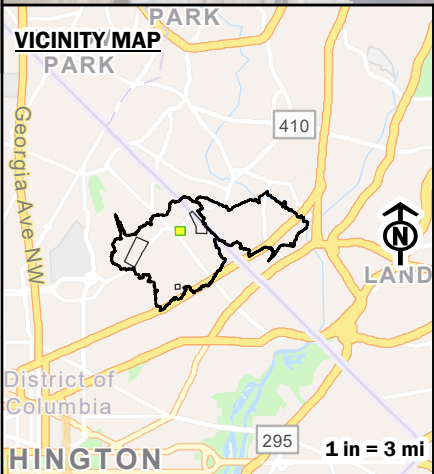 PARK
VICINITY MAP
PARK
410
Georgia Ave NW
N
LAND
District of
Columbia
295
1 in = 3 mi
HINGTON